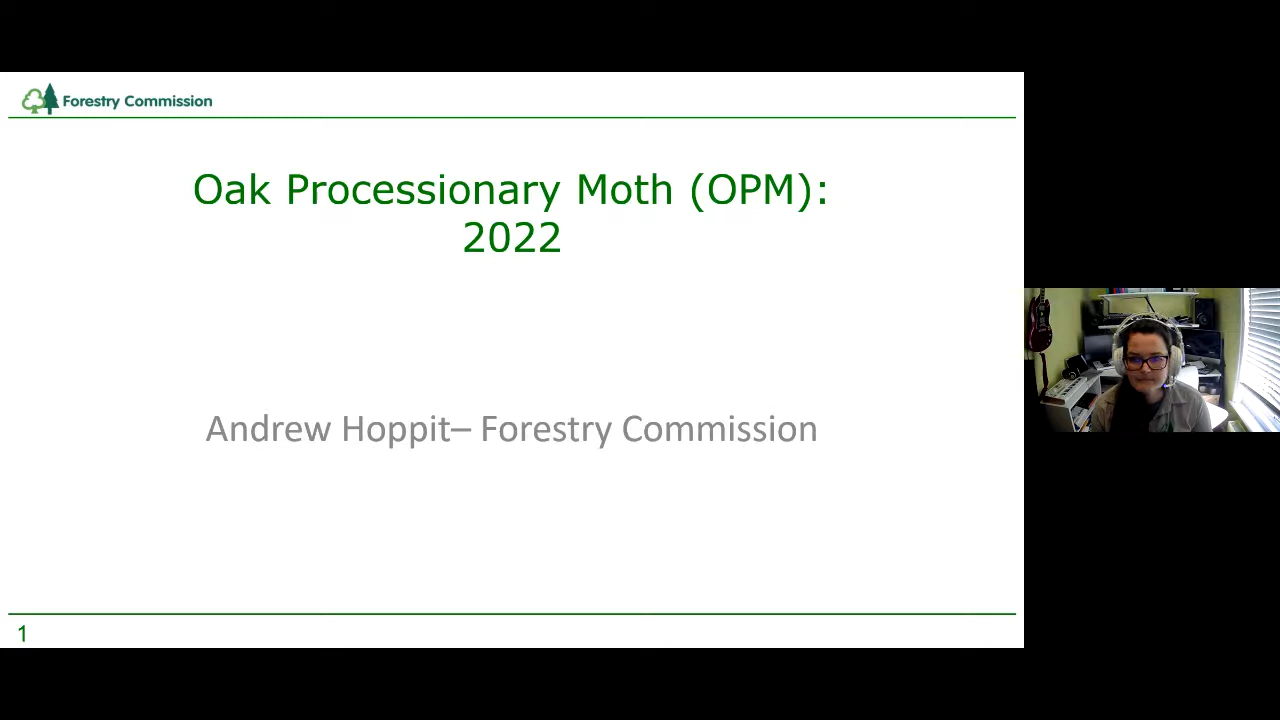 Forestry Commission
Oak Processionary Moth (OPM):
2022
Andrew Hoppit– Forestry Commission
1